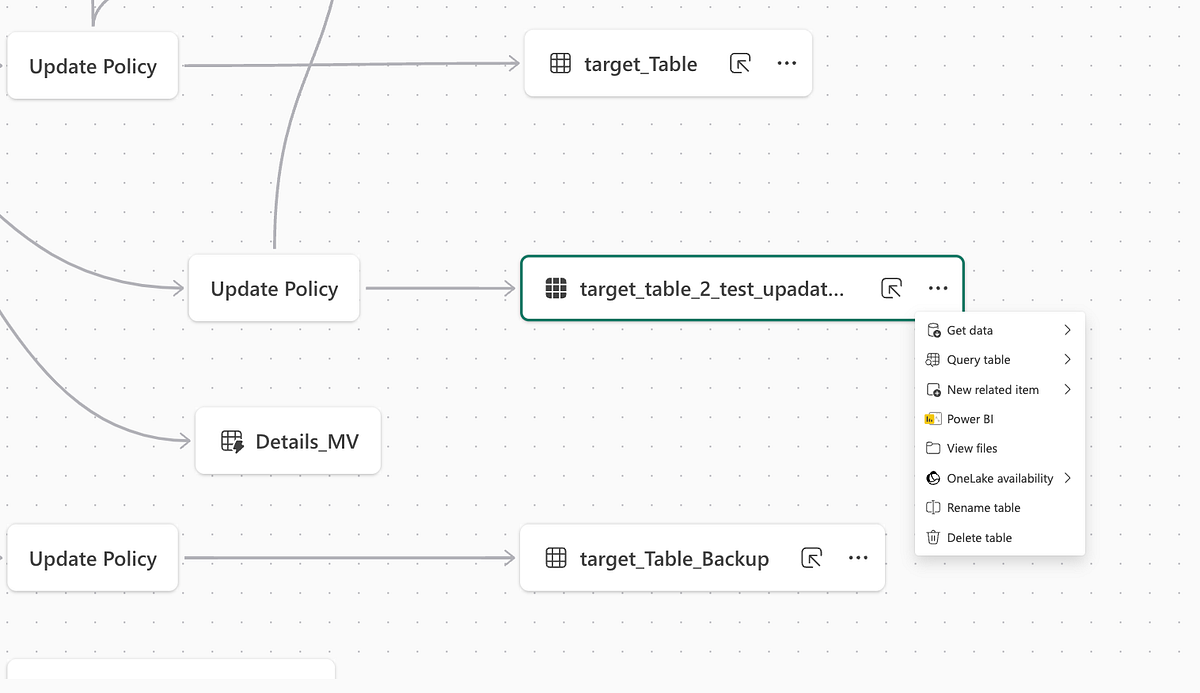 Update Policy
target_Table
Update Policy
target_table_2_test_upadat...
Get data
Query table
New related item
Power BI
View files
OneLake availability
Rename table
Delete table
Details_MV
Update Policy
target_Table_Backup